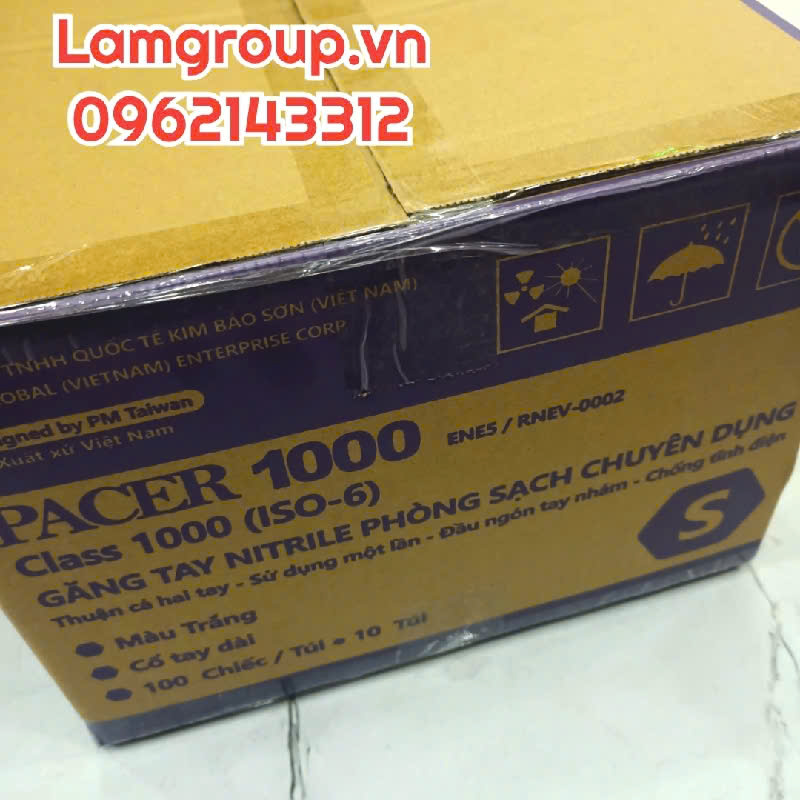 Lamgroup.vn
0962143312
TNHH QUỐC TẾ KIM BẢO SƠN (VIỆT NAM)
OBAL (VIETNAM) ENTERPRISE CORP
igned by PM Taiwan
Xuất xứ Việt Nam
PACER 1000 ENE5 / RNEV-0002
Class 1000 (ISO-6)
GĂNG TAY NITRILE PHÒNG SẠCH CHUYÊN DỤNG
Thuận cả hai tay - Sử dụng một lần - Đầu ngón tay nhám - Chống tĩnh điện
S
Màu Trắng
Cổ tay dài
100 Chiếc / Túi = 10 Túi